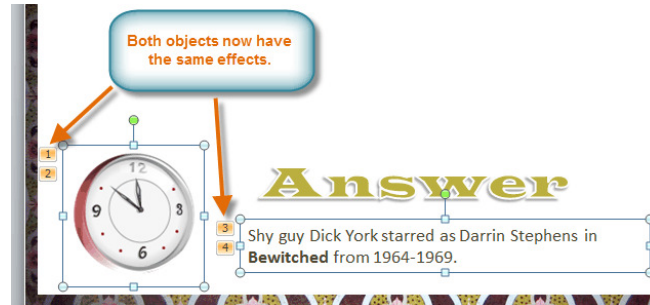 Both objects now have
the same effects.
1
2
12
9
3
6
Answer
3
4
Shy guy Dick York starred as Darrin Stephens in
Bewitched from 1964-1969.